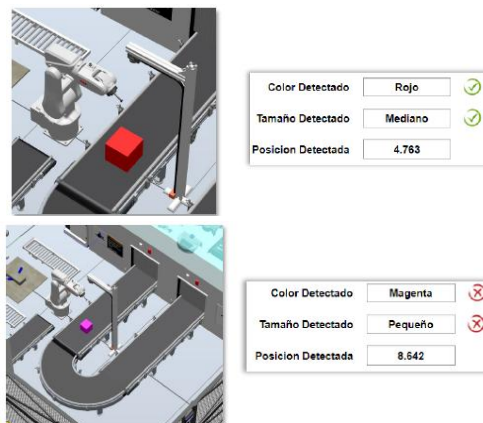 Color Detectado Rojo
Tamaño Detectado Mediano
Posicion Detectada 4.763
Color Detectado Magenta
Tamaño Detectado Pequeño
Posicion Detectada 8.642